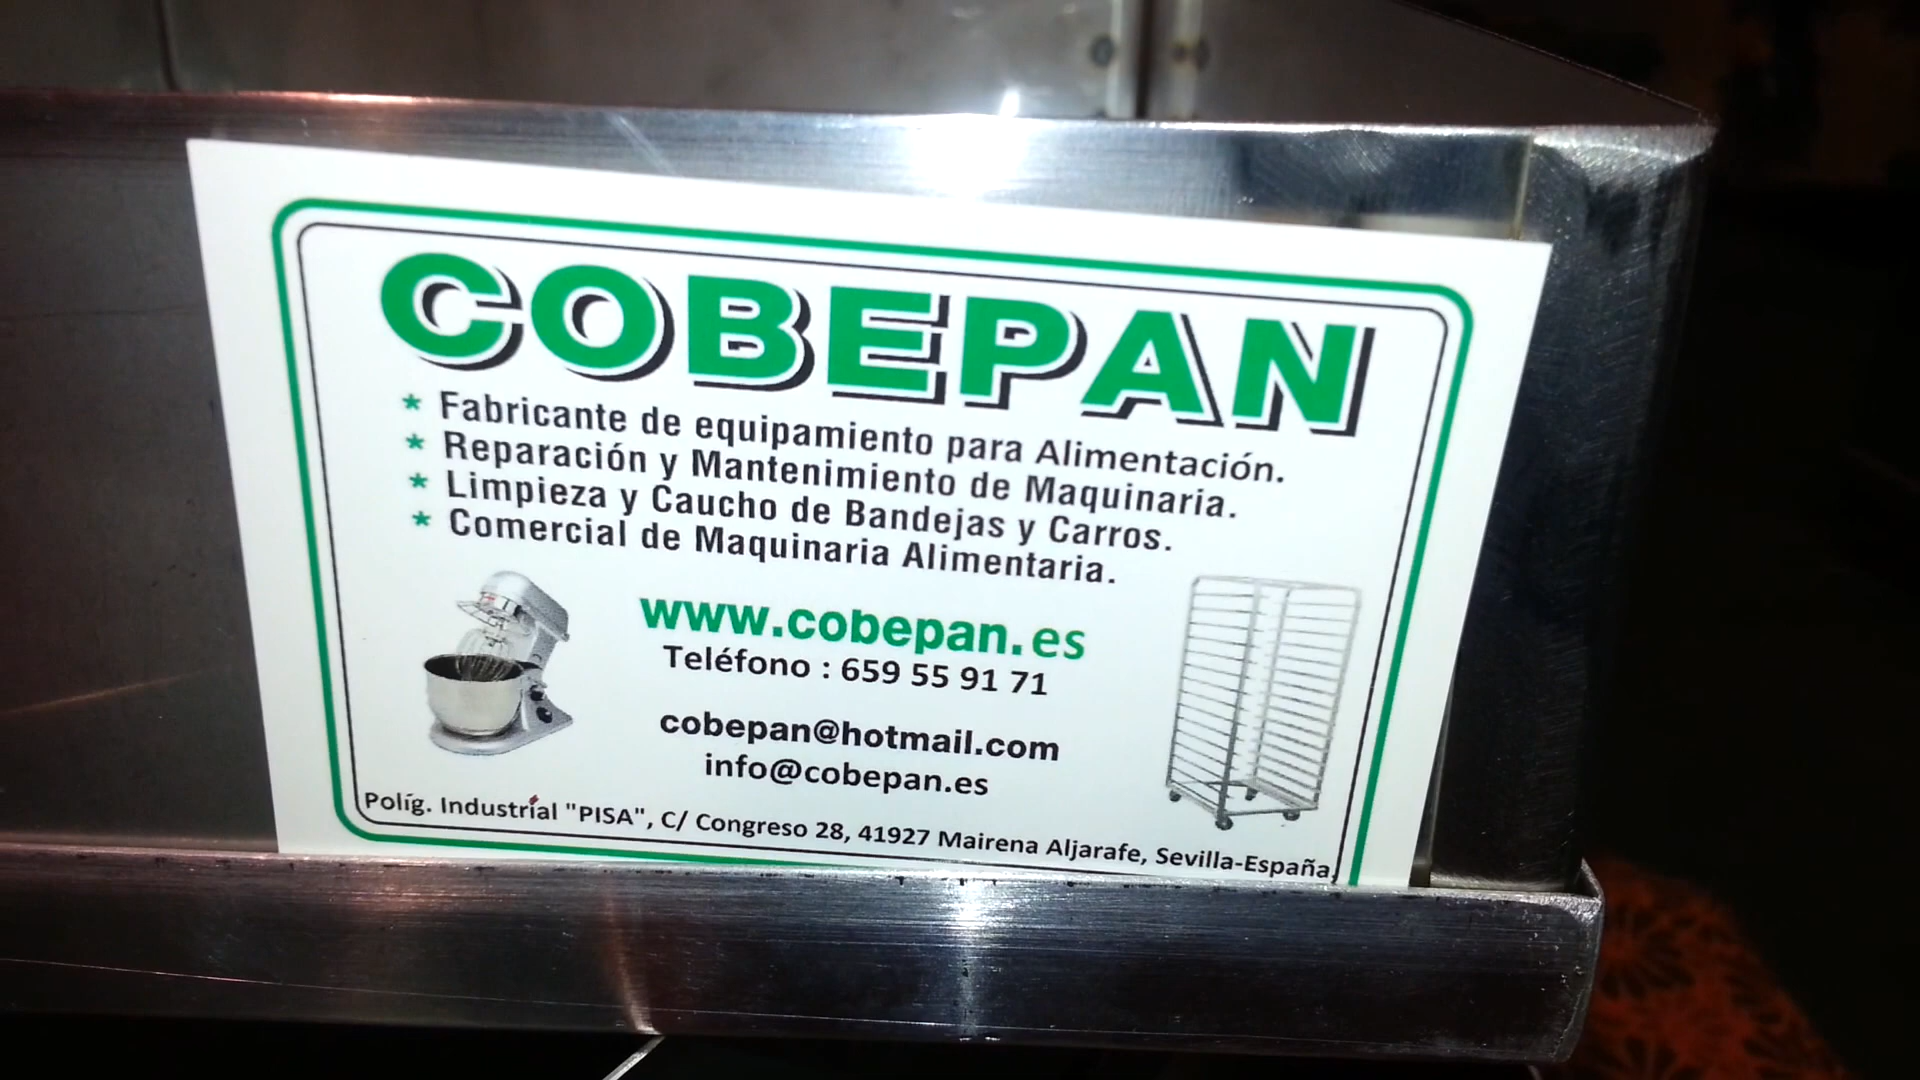 COBEPAN
* Fabricante de equipamiento para Alimentación.
* Reparación y Mantenimiento de Maquinaria.
* Limpieza y Caucho de Bandejas y Carros.
* Comercial de Maquinaria Alimentaria.
www.cobepan.es
Teléfono : 659 55 91 71
cobepan@hotmail.com
info@cobepan.es
Políg. Industrial "PISA", C/ Congreso 28, 41927 Mairena Aljarafe, Sevilla-España,